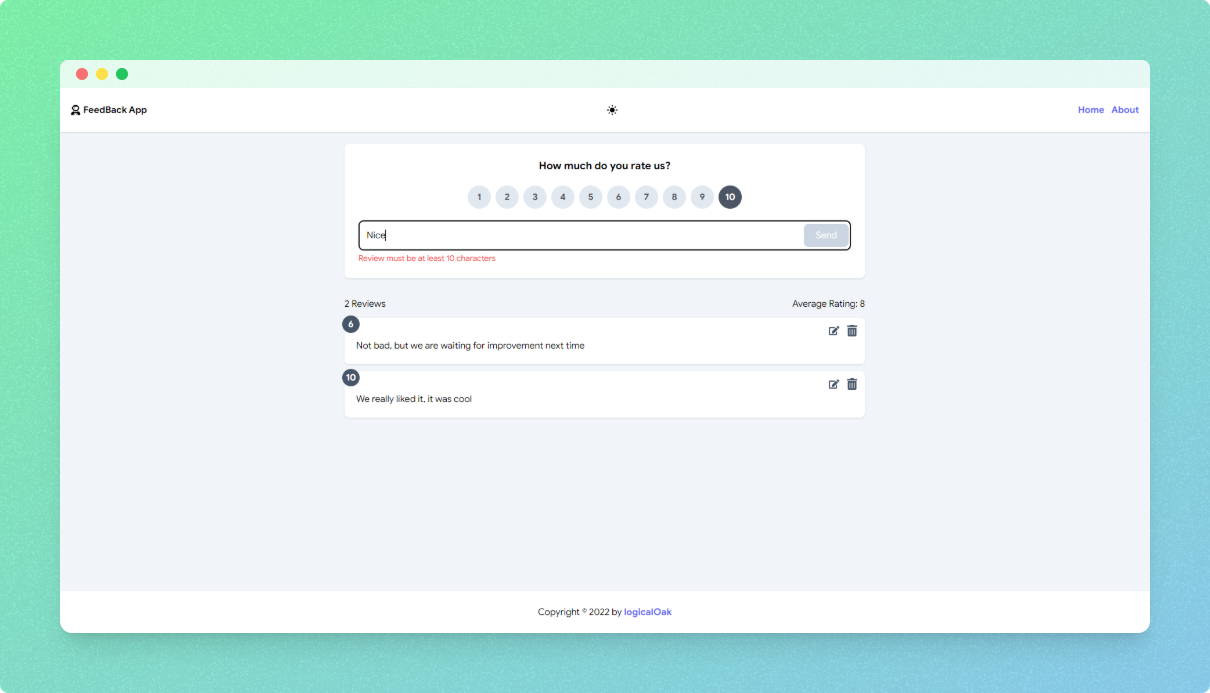 FeedBack App
Home About
How much do you rate us?
1 2 3 4 5 6 7 8 9 10
Nice
Send
Review must be at least 10 characters
2 Reviews
Average Rating: 8
6
Not bad, but we are waiting for improvement next time
10
We really liked it, it was cool
Copyright © 2022 by logicalOak